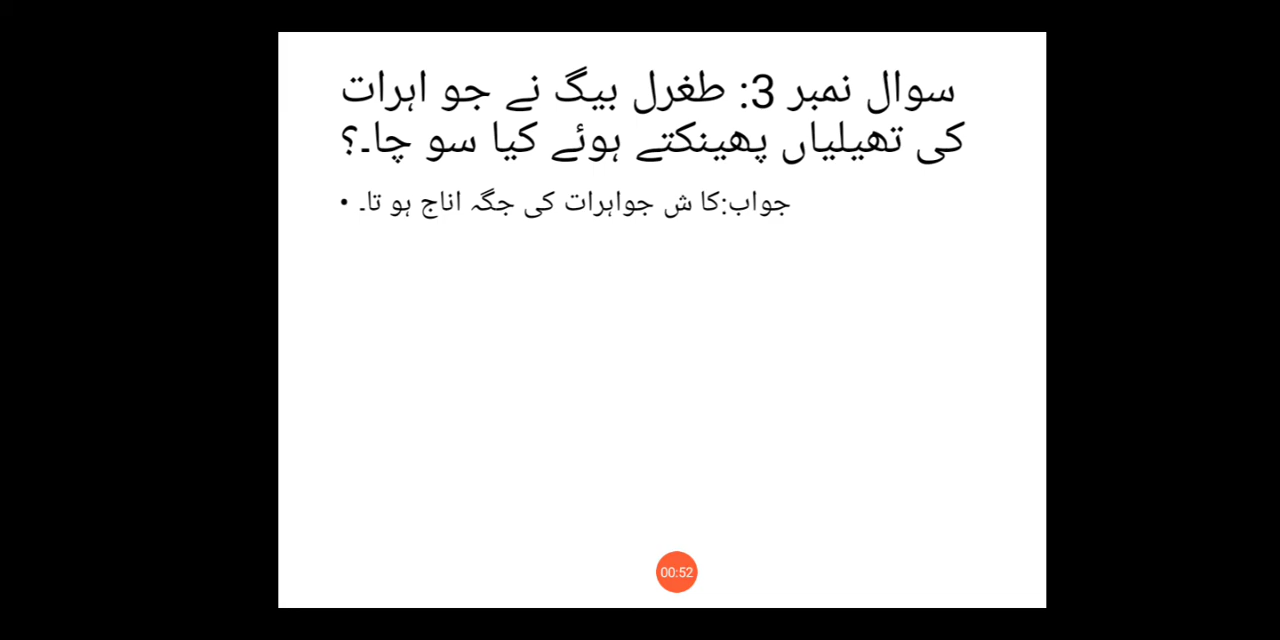 سوال نمبر 3: طغرل بیگ نے جو اہرات
کی تھیلیاں پھینکتے ہوئے کیا سو چا۔؟
• جواب:کا ش جواہرات کی جگہ اناج ہو تا۔
00:52